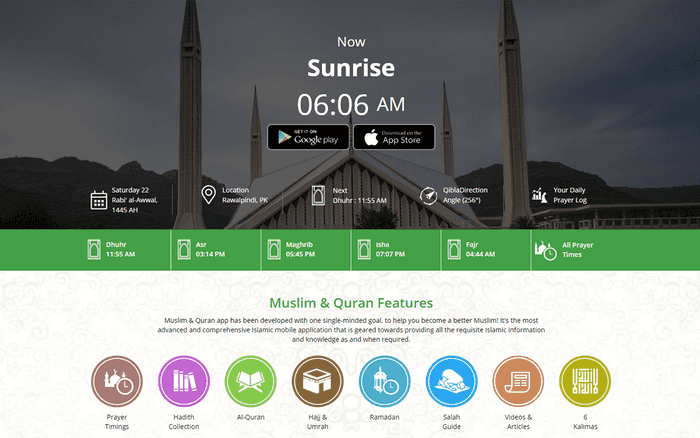 Now
Sunrise
06:06 AM
GET IT ON
Google play
Download on the
App Store
Saturday 22
Rabi' al-Awwal,
1445 AH
Location
Rawalpindi, PK
Next
Dhuhr : 11:55 AM
QiblaDirection
Angle (256°)
Your Daily
Prayer Log
Dhuhr
11:55 AM
Asr
03:14 PM
Maghrib
05:45 PM
Isha
07:07 PM
Fajr
04:44 AM
All Prayer
Times
Muslim & Quran Features
Muslim & Quran app has been developed with one single-minded goal, to help you become a better Muslim! It's the most
advanced and comprehensive Islamic mobile application that is geared towards providing all the requisite Islamic information
and knowledge as and when required.
Prayer
Timings
Hadith
Collection
Al-Quran
Hajj &
Umrah
Ramadan
Salah
Guide
Videos &
Articles
6
Kalimas